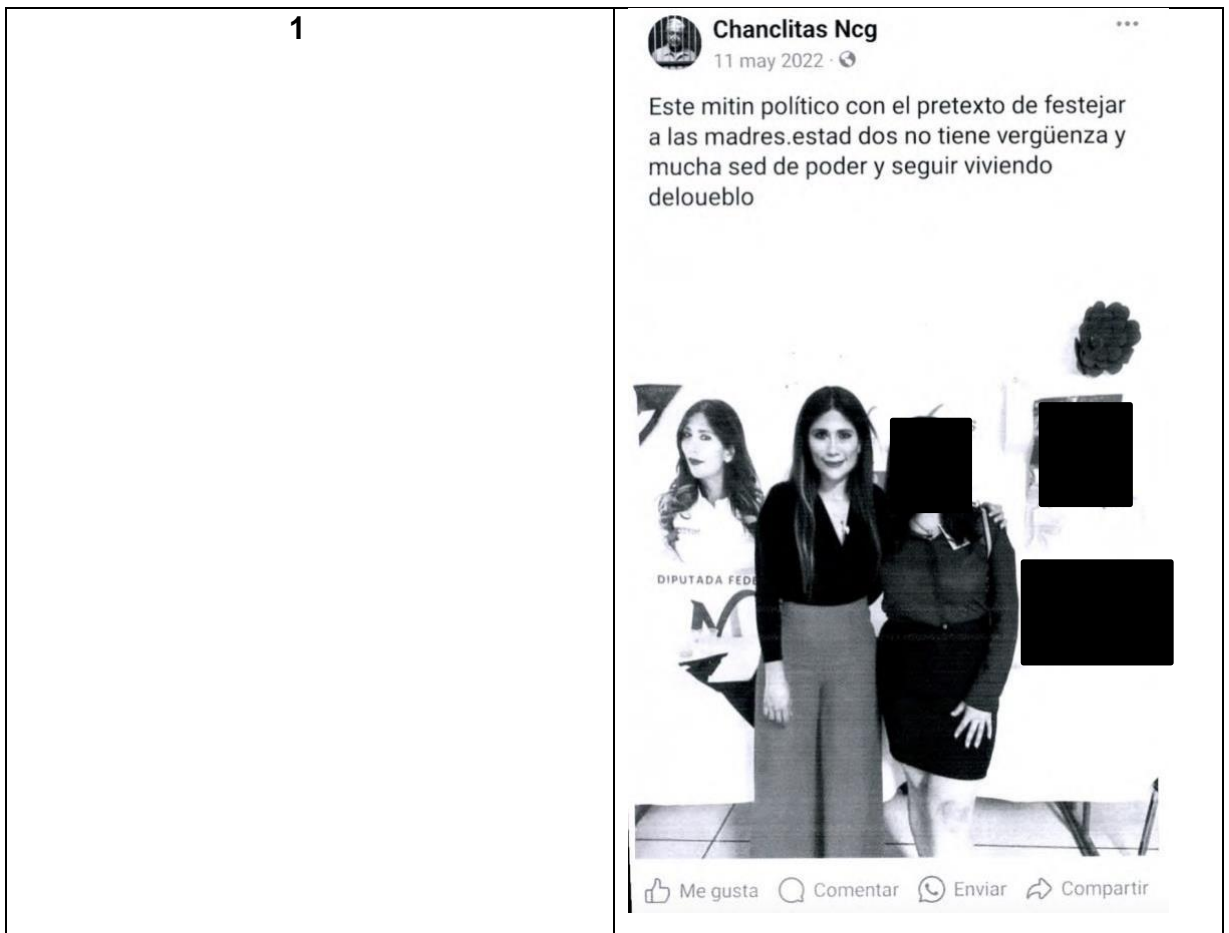 1
Chanclitas Ncg
11 may 2022
Este mitin político con el pretexto de festejar
a las madres.estad dos no tiene vergüenza y
mucha sed de poder y seguir viviendo
deloueblo
DIPUTADA FEDE
Me gusta
Comentar
Enviar
Compartir